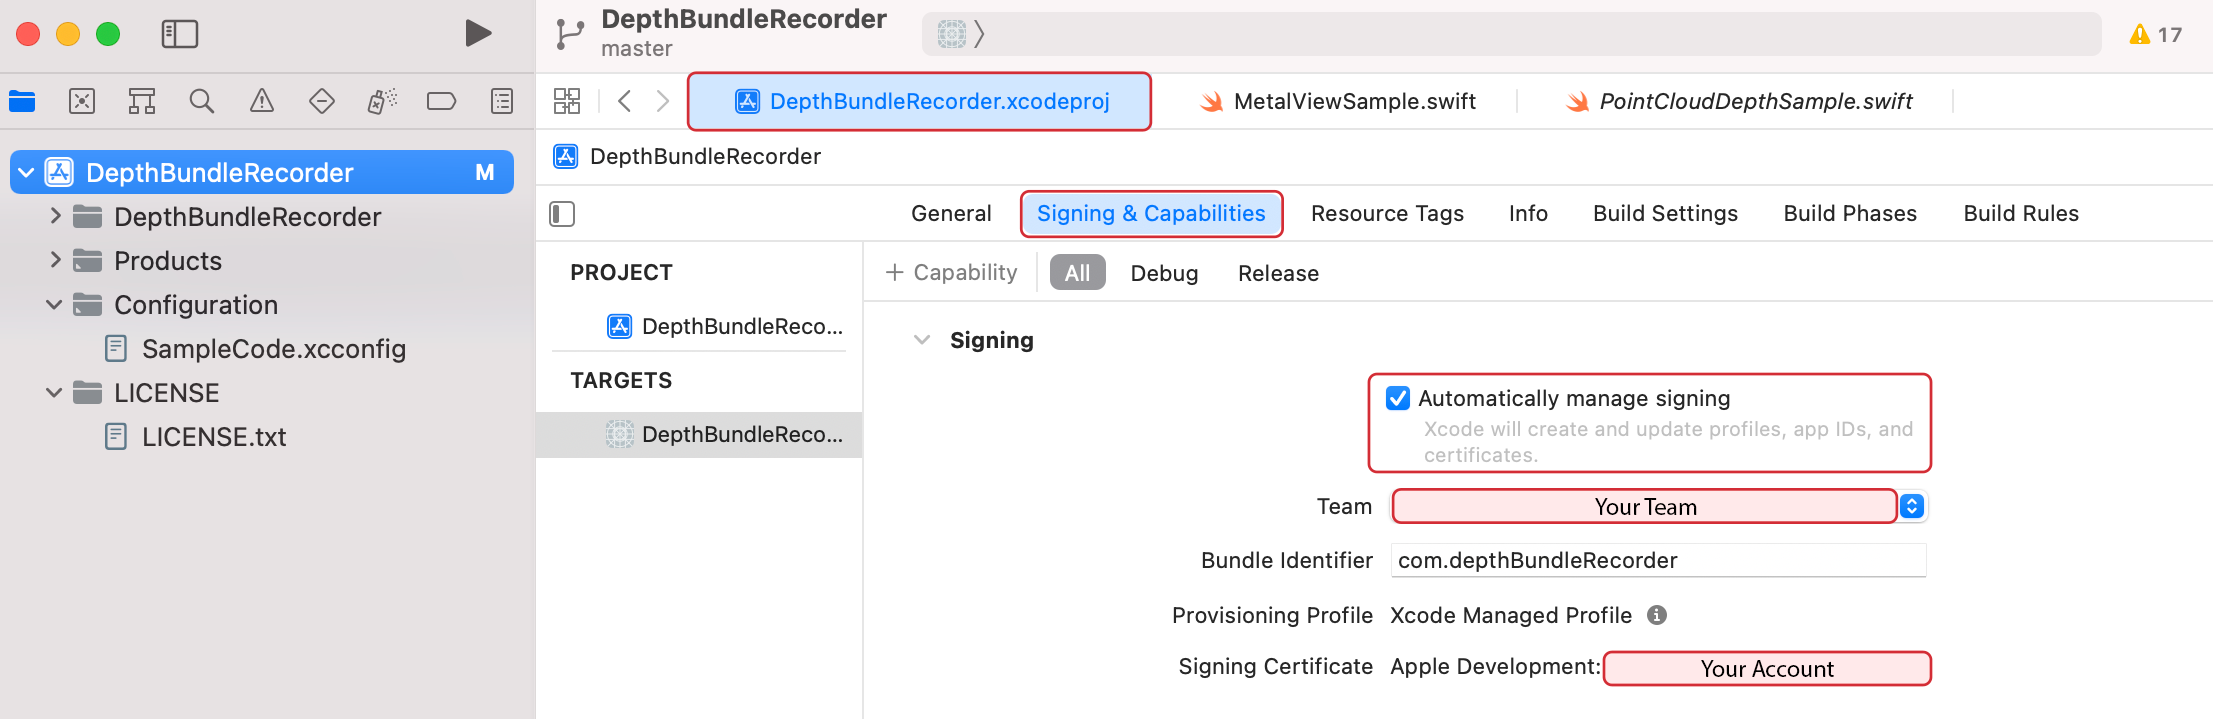 DepthBundleRecorder
master
17
DepthBundleRecorder.xcodeproj
MetalViewSample.swift
PointCloudDepthSample.swift
DepthBundleRecorder M
DepthBundleRecorder
Products
Configuration
SampleCode.xcconfig
LICENSE
LICENSE.txt
DepthBundleRecorder
General Signing & Capabilities Resource Tags Info Build Settings Build Phases Build Rules
PROJECT
DepthBundleReco...
TARGETS
DepthBundleReco...
+ Capability All Debug Release
Signing
Automatically manage signing
Xcode will create and update profiles, app IDs, and
certificates.
Team Your Team
Bundle Identifier com.depthBundleRecorder
Provisioning Profile Xcode Managed Profile
Signing Certificate Apple Development: Your Account